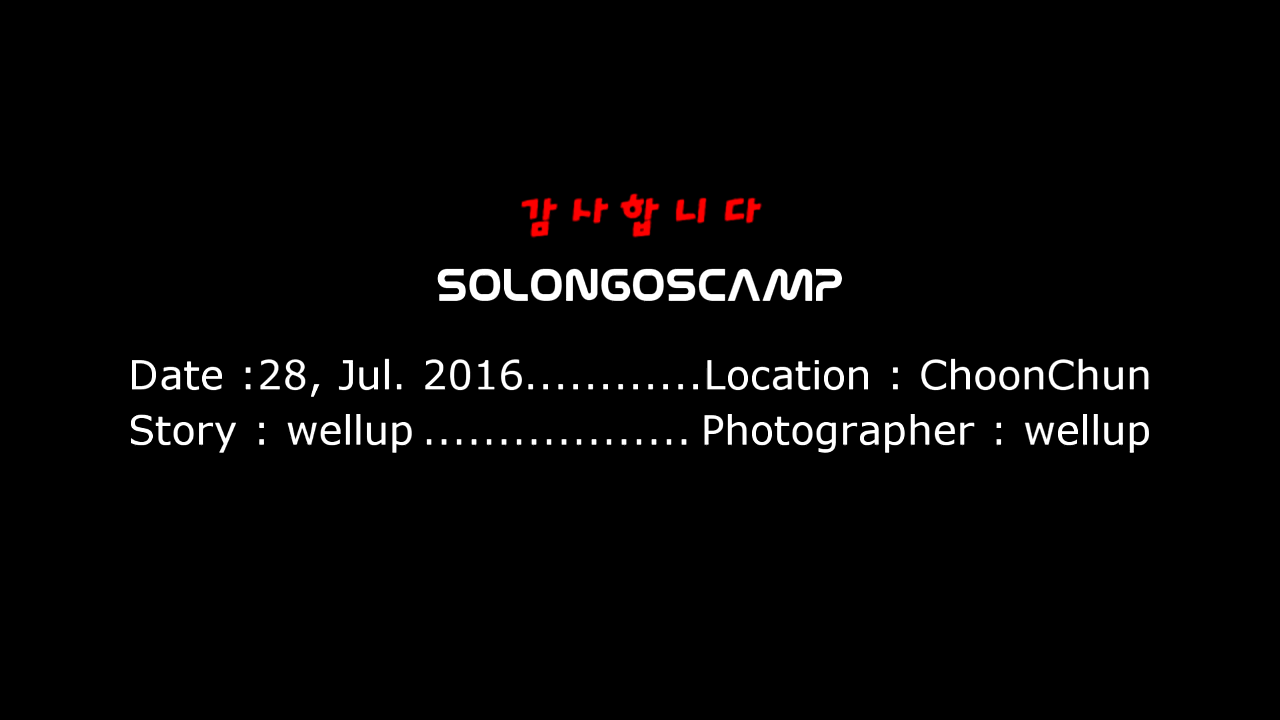 감사합니다
SOLONGOSCAMP
Date :28, Jul. 2016............Location : ChoonChun
Story : wellup .................. Photographer : wellup